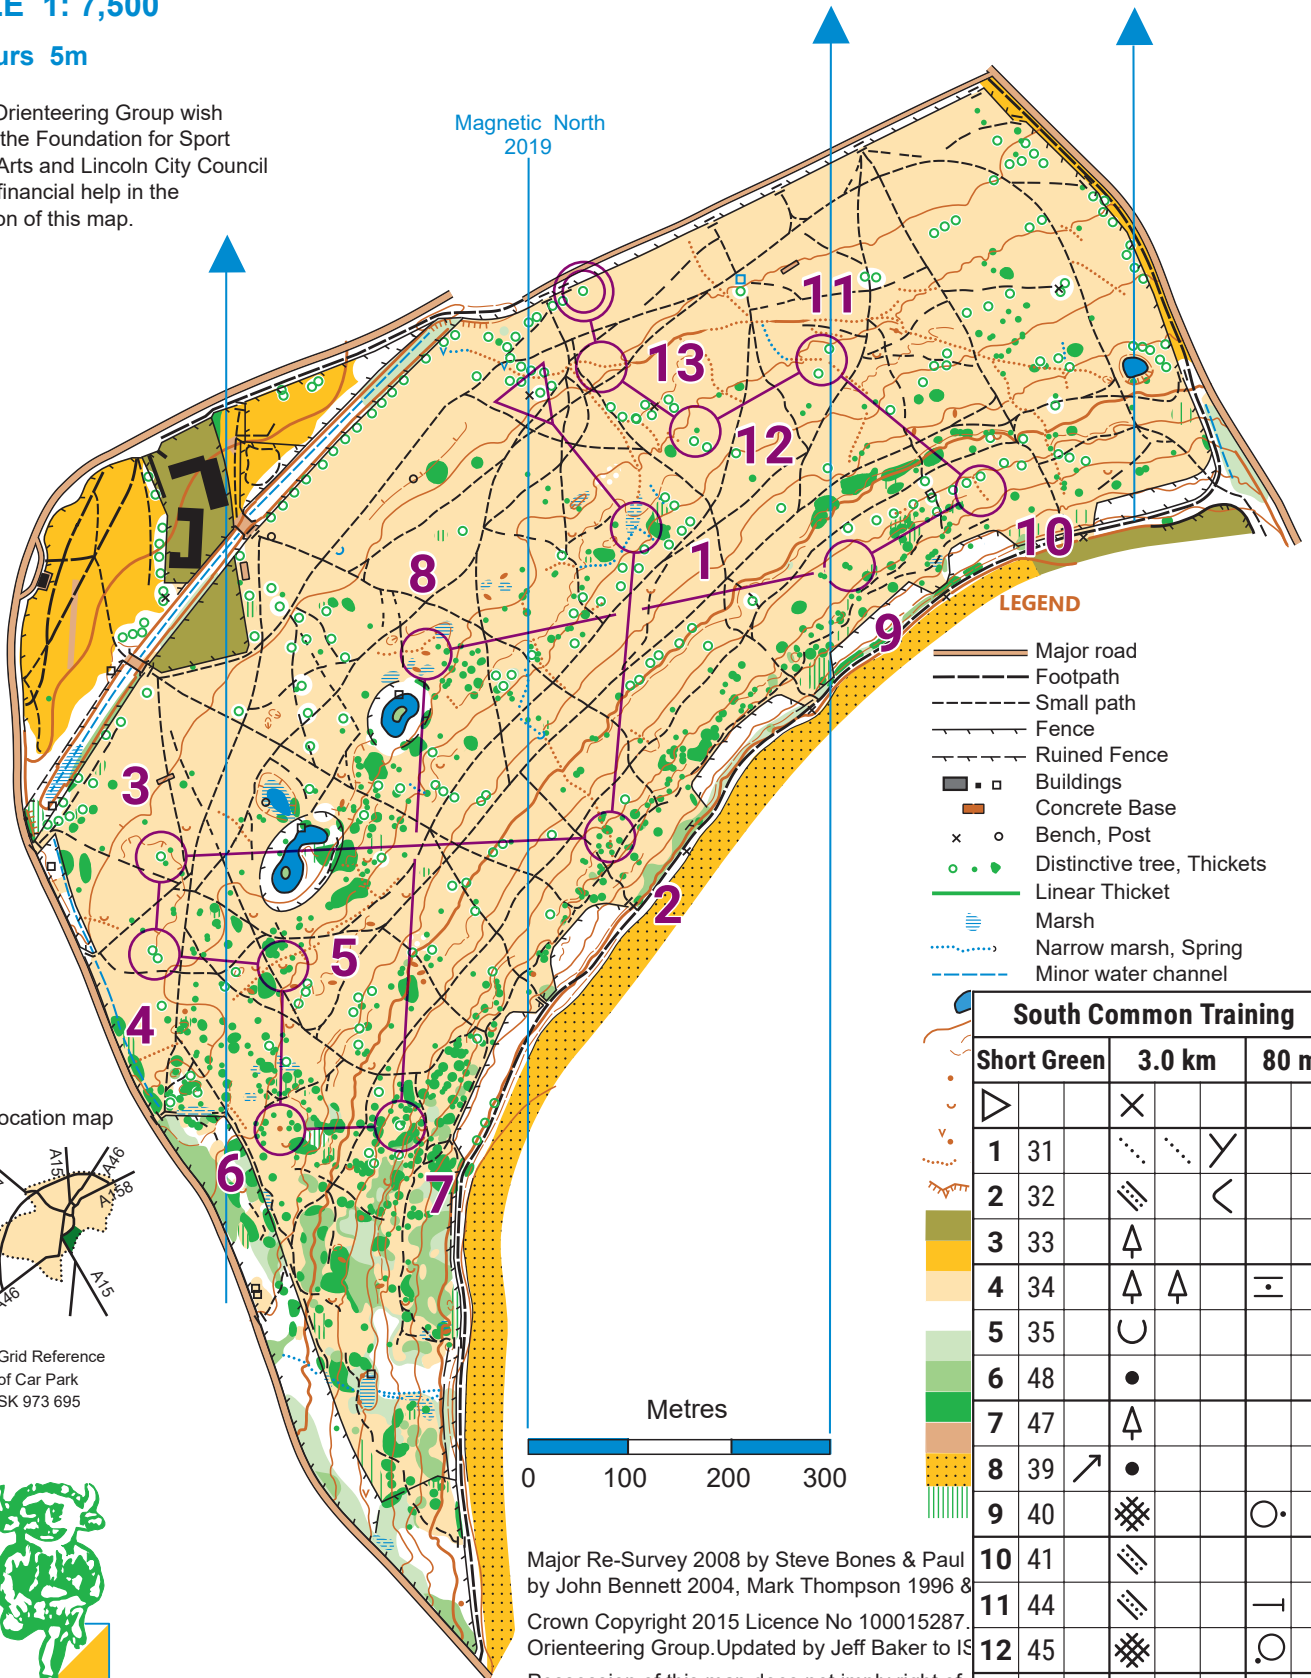 1: 7,500
5m
Orienteering Group wish
the Foundation for Sport
Arts and Lincoln City Council
financial help in the
of this map.
Magnetic North
2019
11
13
12
8
1
10
9
3
2
5
4
6
7
LEGEND
Major road
Footpath
Small path
Fence
Ruined Fence
Buildings
Concrete Base
Bench, Post
Distinctive tree, Thickets
Linear Thicket
Marsh
Narrow marsh, Spring
Minor water channel
map
A15
A46
A158
A15
A46
Grid Reference
of Car Park
SK 973 695
Metres
0 100 200 300
South Common Training
Short Green 3.0 km 80 m
1 31
2 32
3 33
4 34
5 35
6 48
7 47
8 39
9 40
10 41
11 44
12 45
Major Re-Survey 2008 by Steve Bones & Paul
by John Bennett 2004, Mark Thompson 1996 &
Crown Copyright 2015 Licence No 100015287.
Orienteering Group.Updated by Jeff Baker to IS